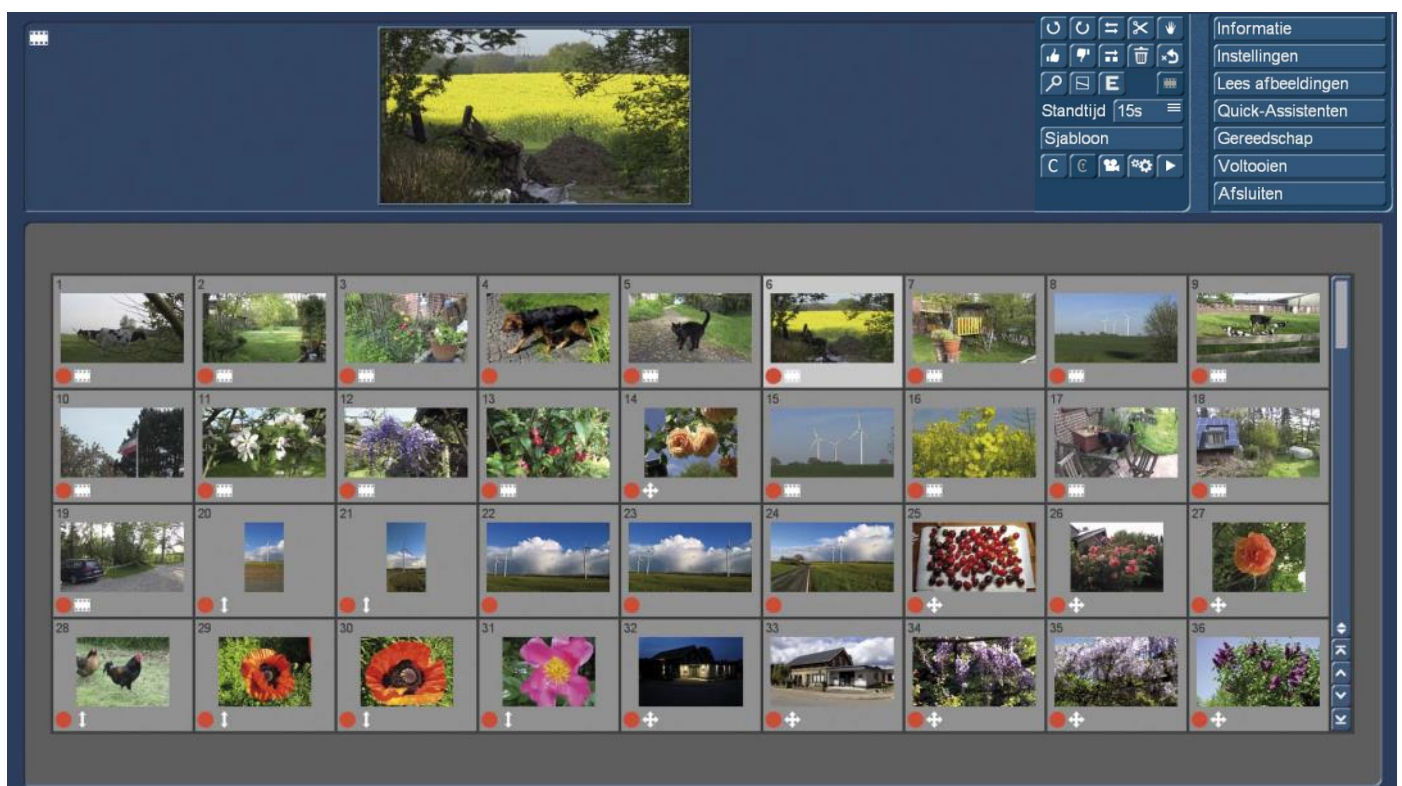 Informatie
Instellingen
E
Lees afbeeldingen
Standtijd 15s
Quick-Assistenten
Sjabloon
Gereedschap
C C
Voltooien
Afsluiten
1 2 3 4 5 6 7 8 9
10 11 12 13 14 15 16 17 18
19 20 21 22 23 24 25 26 27
28 29 30 31 32 33 34 35 36